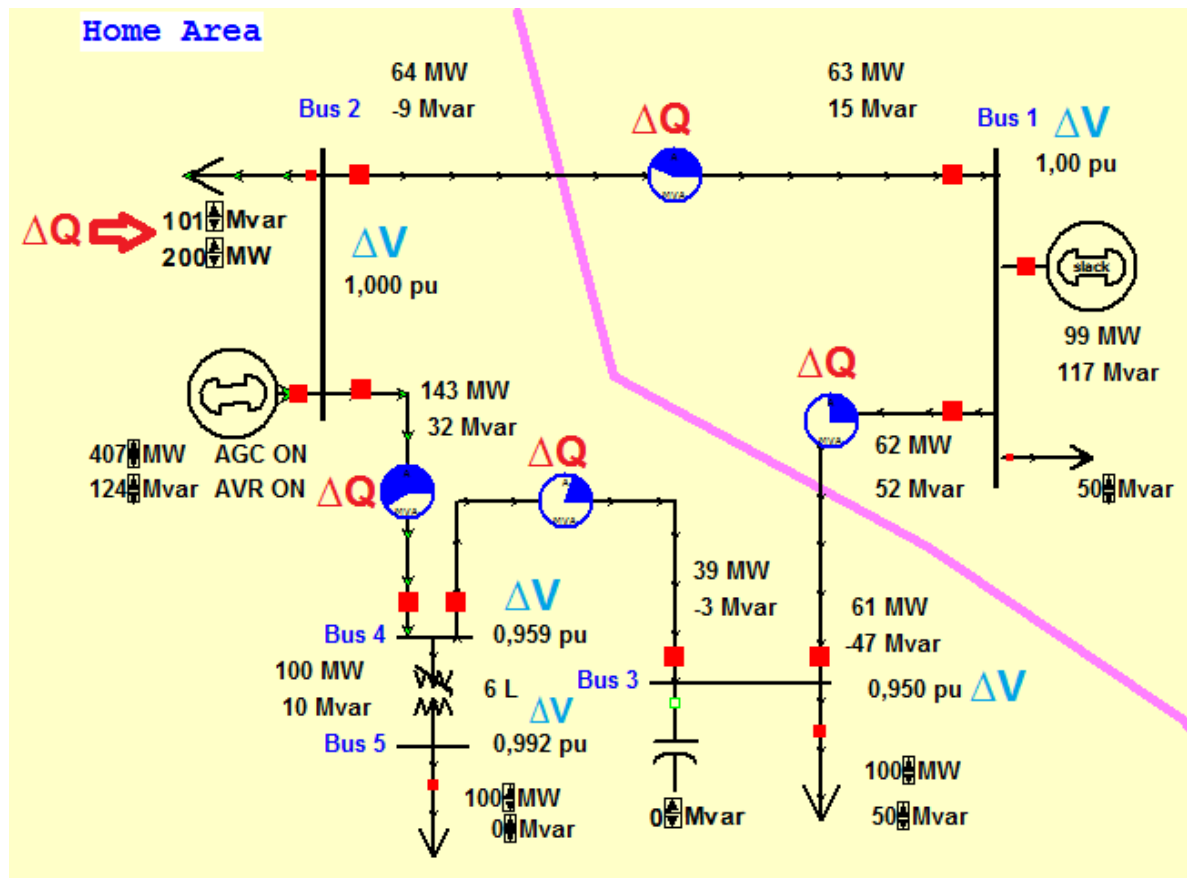 Home Area
64 MW
-9 Mvar
63 MW
15 Mvar
Bus 2
ΔQ
Bus 1
ΔV
1,00 pu
A
MVA
101 Mvar
200 MW
ΔQ
ΔV
1,000 pu
slack
99 MW
117 Mvar
ΔQ
A
MVA
143 MW
32 Mvar
62 MW
52 Mvar
50 Mvar
407 MW AGC ON
124 Mvar AVR ON
ΔQ
A
MVA
ΔQ
A
MVA
39 MW
-3 Mvar
61 MW
-47 Mvar
Bus 4
ΔV
0,959 pu
100 MW
10 Mvar
6 L
Bus 3
0,950 pu ΔV
ΔV
Bus 5
0,992 pu
100 MW
0 Mvar
0 Mvar
100 MW
50 Mvar